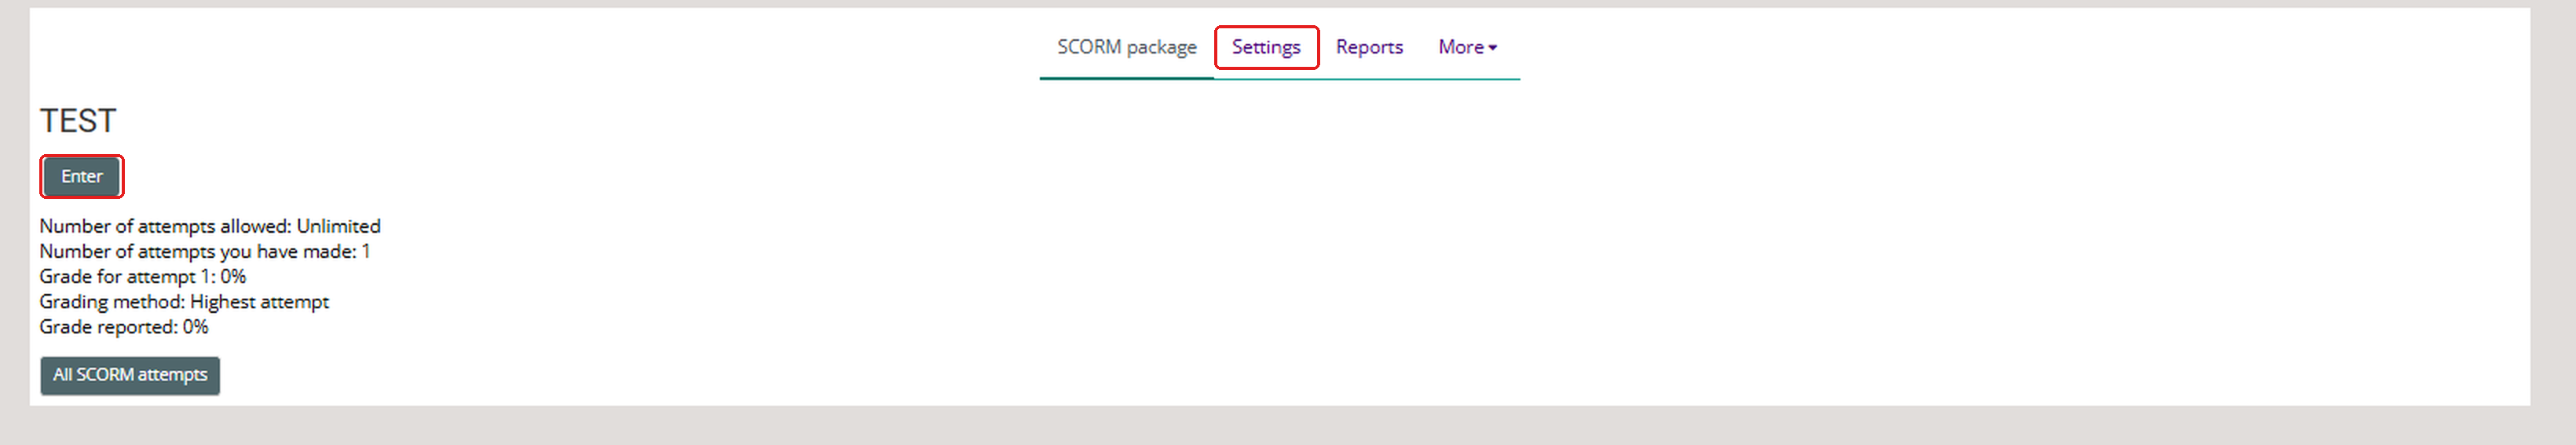 SCORM package Settings Reports More
TEST
Enter
Number of attempts allowed: Unlimited
Number of attempts you have made: 1
Grade for attempt 1: 0%
Grading method: Highest attempt
Grade reported: 0%
All SCORM attempts